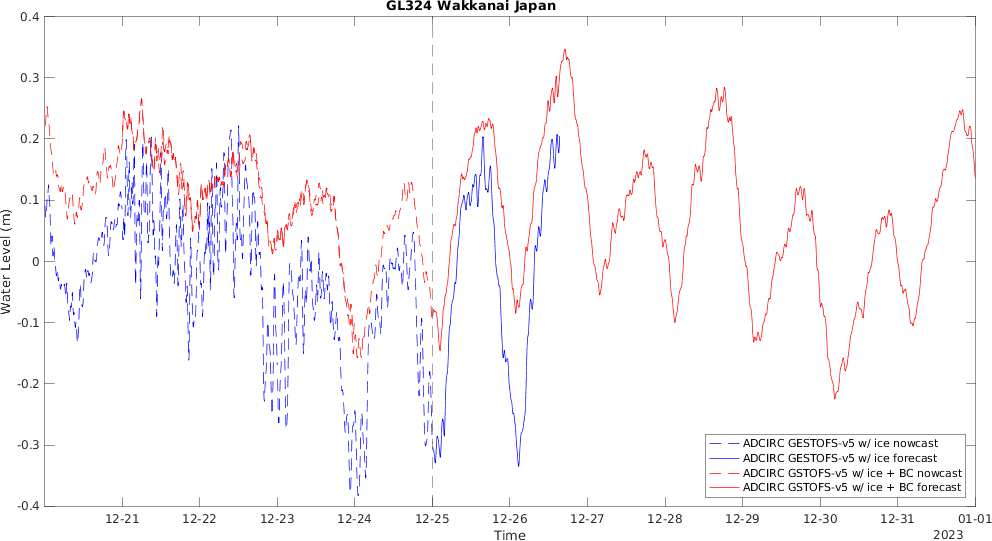 GL324 Wakkanai Japan
0.4
0.3
0.2
0.1
0
-0.1
-0.2
-0.3
-0.4
Water Level (m)
12-21 12-22 12-23 12-24 12-25 12-26 12-27 12-28 12-29 12-30 12-31 01-01
Time
2023
ADCIRC GESTOFS-v5 w/ ice nowcast
ADCIRC GESTOFS-v5 w/ ice forecast
ADCIRC GSTOFS-v5 w/ ice + BC nowcast
ADCIRC GSTOFS-v5 w/ ice + BC forecast